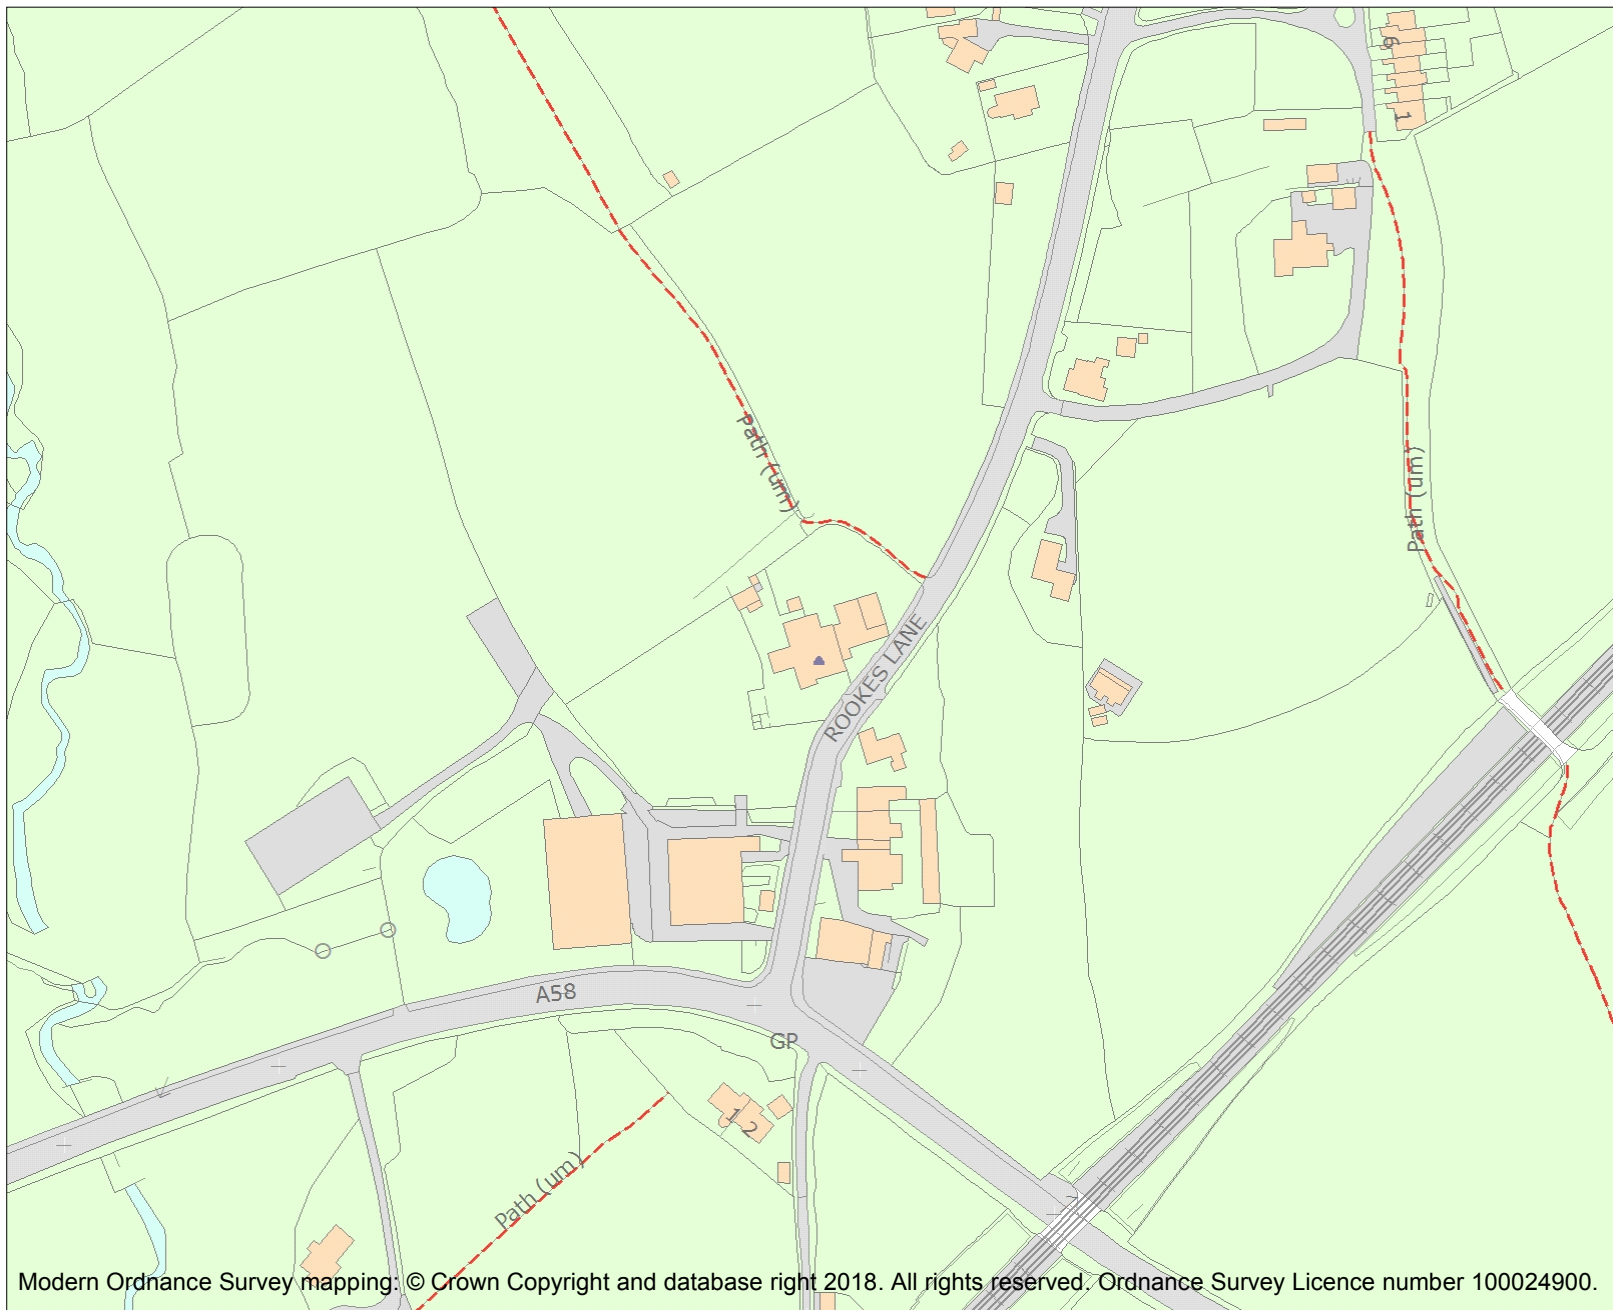 6
1
Path (um)
Path (um)
ROOKES LANE
A58
GP
1
2
Path (um)
Modern Ordnance Survey mapping: © Crown Copyright and database right 2018. All rights reserved. Ordnance Survey Licence number 100024900.